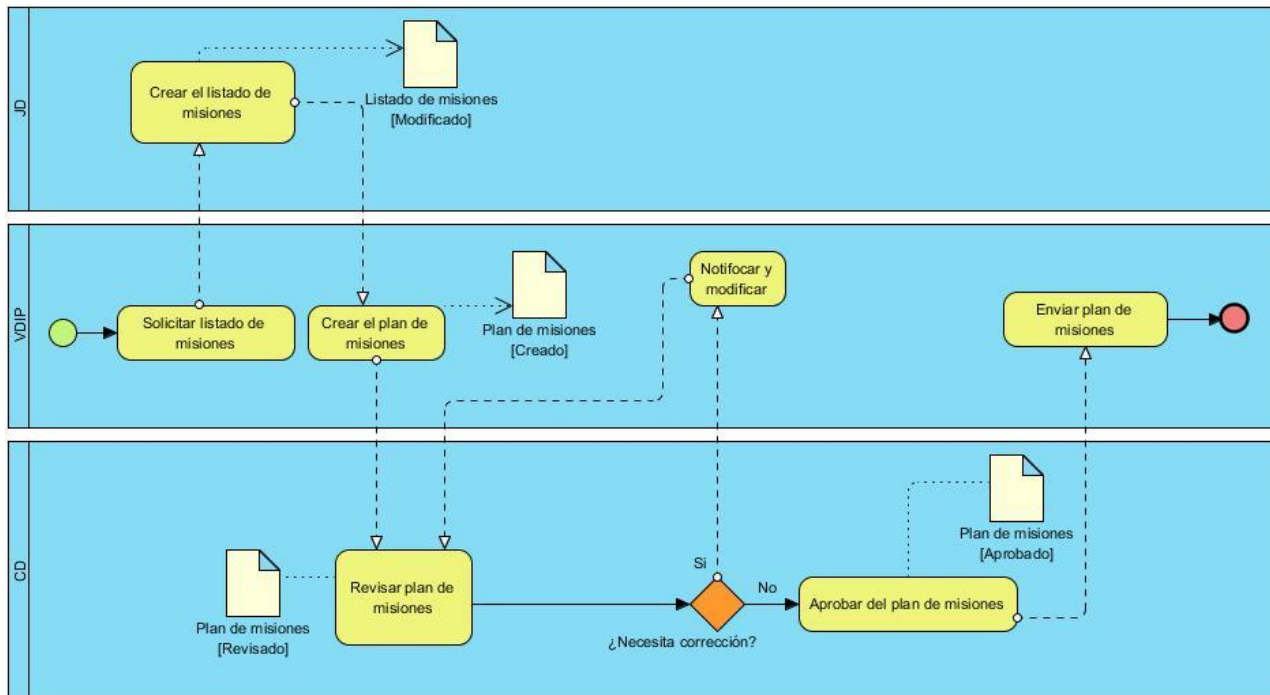 JD
Crear el listado de
misiones
Listado de misiones
[Modificado]
VDIP
Solicitar listado de
misiones
Crear el plan de
misiones
Plan de misiones
[Creado]
Notifocar y
modificar
Enviar plan de
misiones
CD
Plan de misiones
[Revisado]
Revisar plan de
misiones
Si
No
¿Necesita corrección?
Aprobar del plan de misiones
Plan de misiones
[Aprobado]